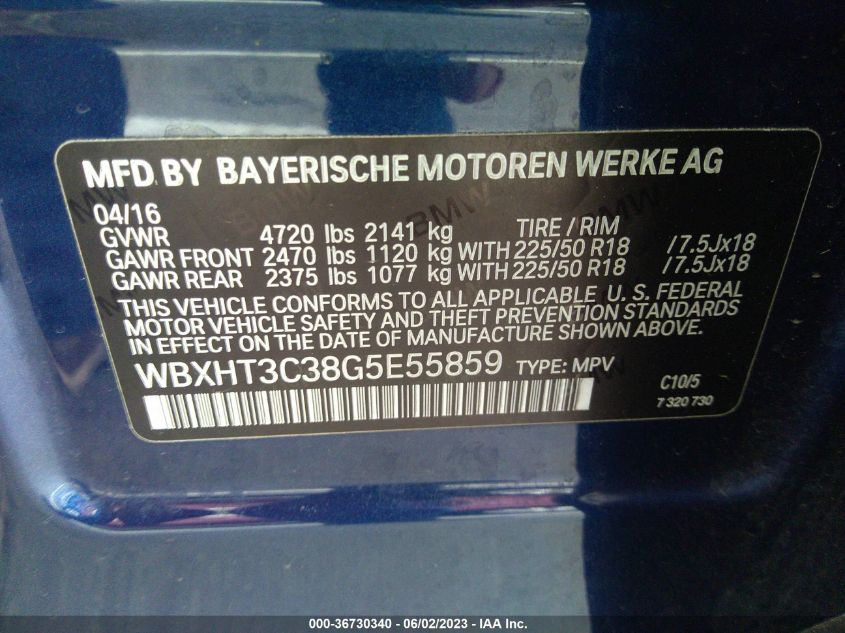 MFD.BY BAYERISCHE MOTOREN WERKE AG
04/16
GVWR 4720 lbs 2141 kg TIRE / RIM
GAWR FRONT 2470 lbs 1120 kg WITH 225/50 R18 /7.5Jx18
GAWR REAR 2375 lbs 1077 kg WITH 225/50 R18 /7.5Jx18
THIS VEHICLE CONFORMS TO ALL APPLICABLE U. S. FEDERAL
MOTOR VEHICLE SAFETY AND THEFT PREVENTION STANDARDS
IN EFFECT ON THE DATE OF MANUFACTURE SHOWN ABOVE.
WBXHT3C38G5E55859 TYPE: MPV
C10/5
7 320 730
000-36730340 - 06/02/2023 - IAA Inc.